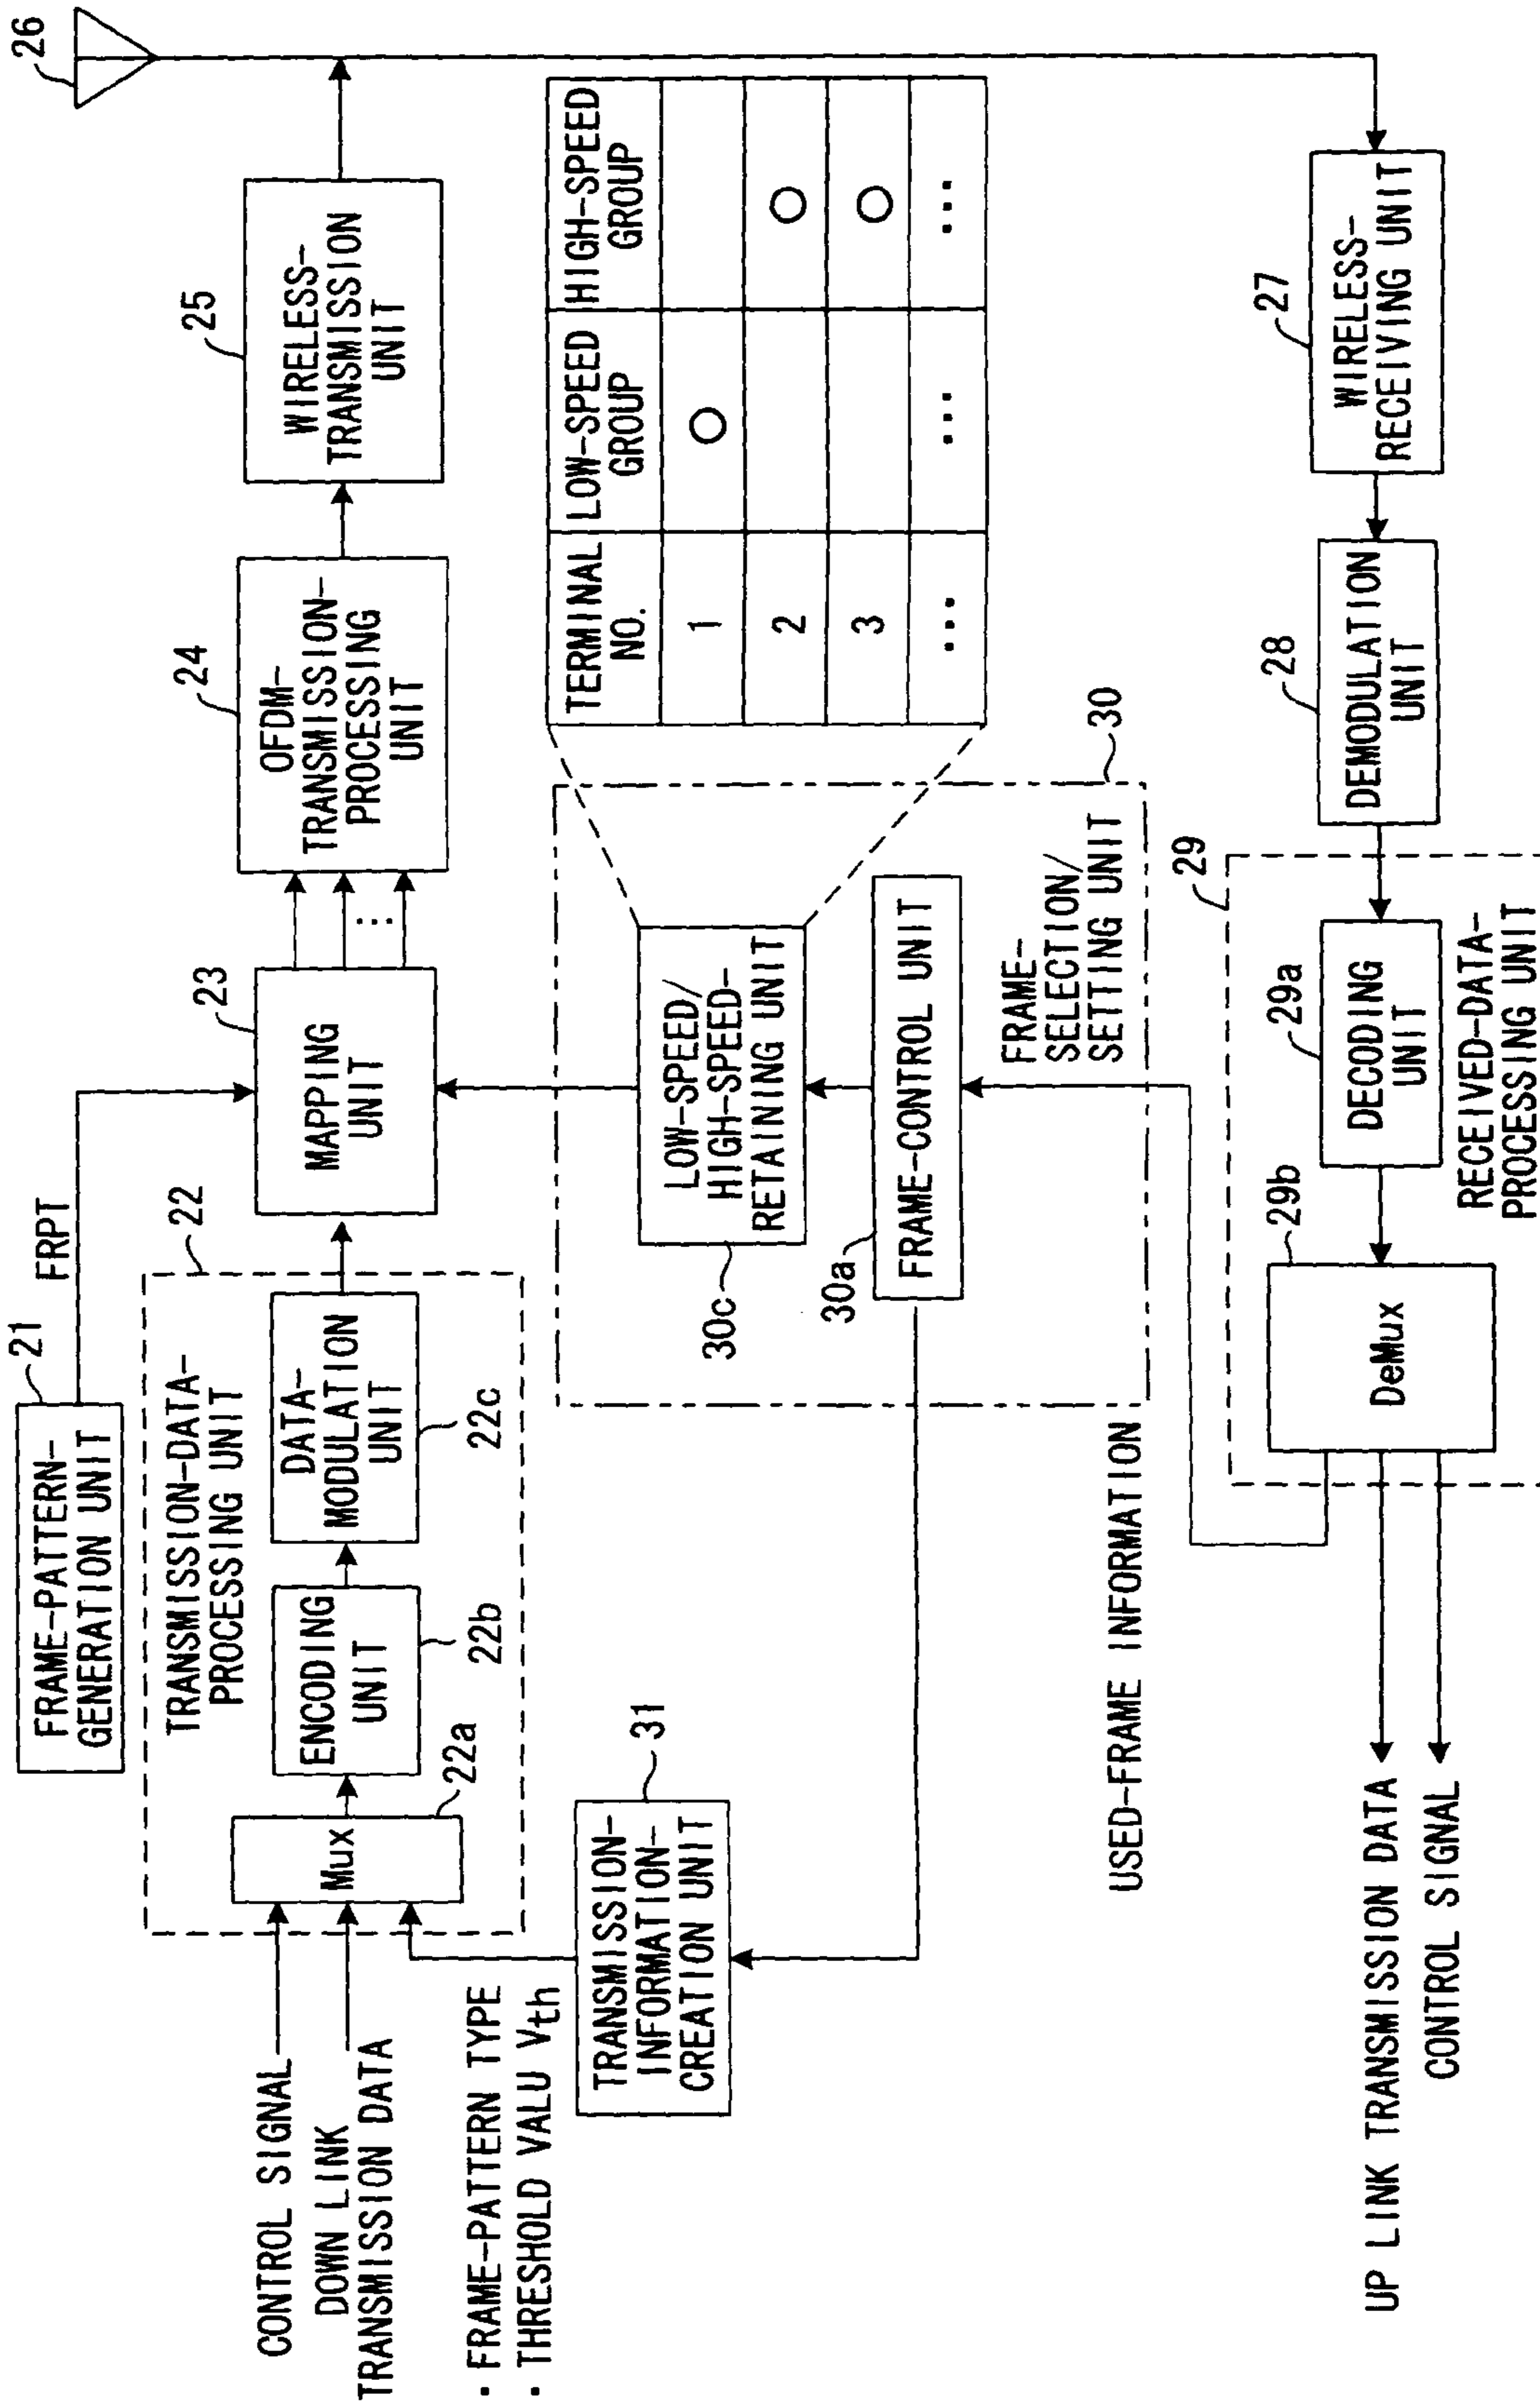 26
FRAME-PATTERN-
GENERATION UNIT
21
FRPT
TRANSMISSION-DATA-
PROCESSING UNIT
22
CONTROL SIGNAL
DOWN LINK
TRANSMISSION DATA
Mux
22a
ENCODING
UNIT
22b
DATA-
MODULATION
UNIT
22c
MAPPING
UNIT
23
OFDM-
TRANSMISSION-
PROCESSING
UNIT
24
WIRELESS-
TRANSMISSION
UNIT
25
· FRAME-PATTERN TYPE
· THRESHOLD VALU Vth
TRANSMISSION-
INFORMATION-
CREATION UNIT
31
LOW-SPEED/
HIGH-SPEED-
RETAINING UNIT
30c
FRAME-CONTROL UNIT
30a
FRAME-
SELECTION/
SETTING UNIT
30
TERMINAL NO. LOW-SPEED GROUP HIGH-SPEED GROUP
1 ○
2 ○
3 ○
... ... ...
USED-FRAME INFORMATION
WIRELESS-
RECEIVING UNIT
27
DEMODULATION
UNIT
28
29
DECODING
UNIT
29a
DeMux
29b
RECEIVED-DATA-
PROCESSING UNIT
UP LINK TRANSMISSION DATA
CONTROL SIGNAL